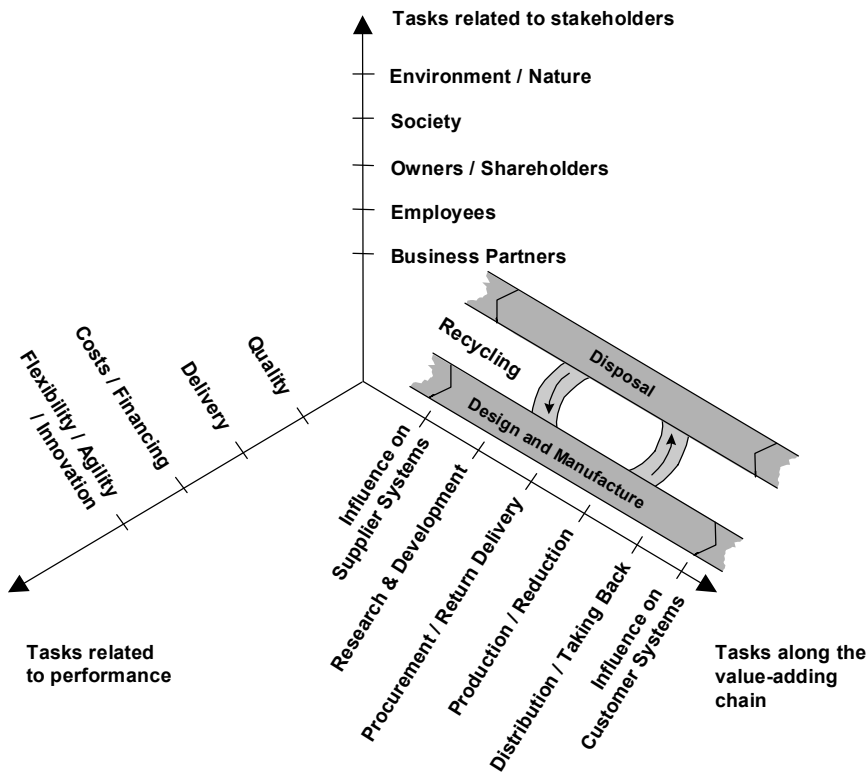 Tasks related to stakeholders
Environment / Nature
Society
Owners / Shareholders
Employees
Business Partners
Recycling
Disposal
Design and Manufacture
Quality
Delivery
Costs / Financing
Flexibility / Agility
/ Innovation
Influence on
Supplier Systems
Research & Development
Procurement / Return Delivery
Production / Reduction
Distribution / Taking Back
Influence on
Customer Systems
Tasks related
to performance
Tasks along the
value-adding
chain